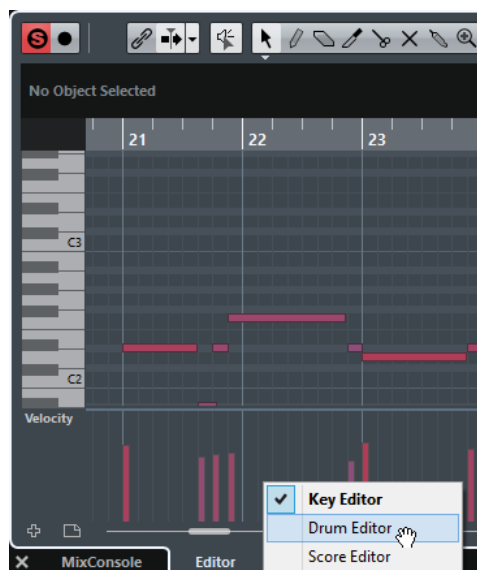 S
No Object Selected
21 22 23
C3
C2
Velocity
Key Editor
Drum Editor
Score Editor
MixConsole Editor